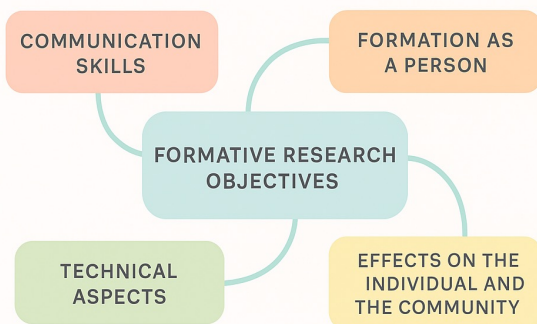 COMMUNICATION
SKILLS
FORMATION AS
A PERSON
FORMATIVE RESEARCH
OBJECTIVES
TECHNICAL
ASPECTS
EFFECTS ON THE
INDIVIDUAL AND
THE COMMUNITY